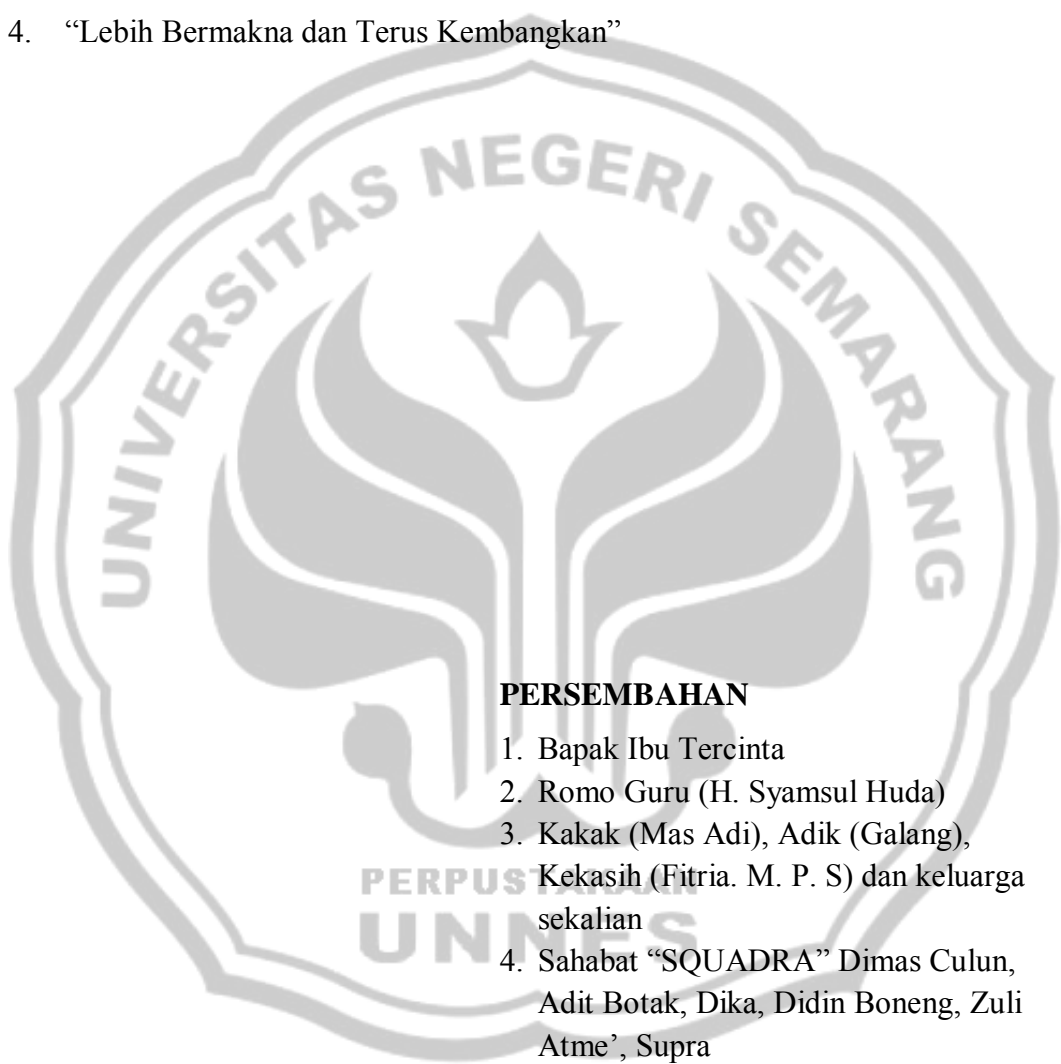 4. “Lebih Bermakna dan Terus Kembangkan”
UNIVERSITAS NEGERI SEMARANG
PERSEMBAHAN
1. Bapak Ibu Tercinta
2. Romo Guru (H. Syamsul Huda)
3. Kakak (Mas Adi), Adik (Galang),
Kekasih (Fitria. M. P. S) dan keluarga
sekalian
4. Sahabat “SQUADRA” Dimas Culun,
Adit Botak, Dika, Didin Boneng, Zuli
Atme’, Supra
PERPUSTAKAAN
UNNES